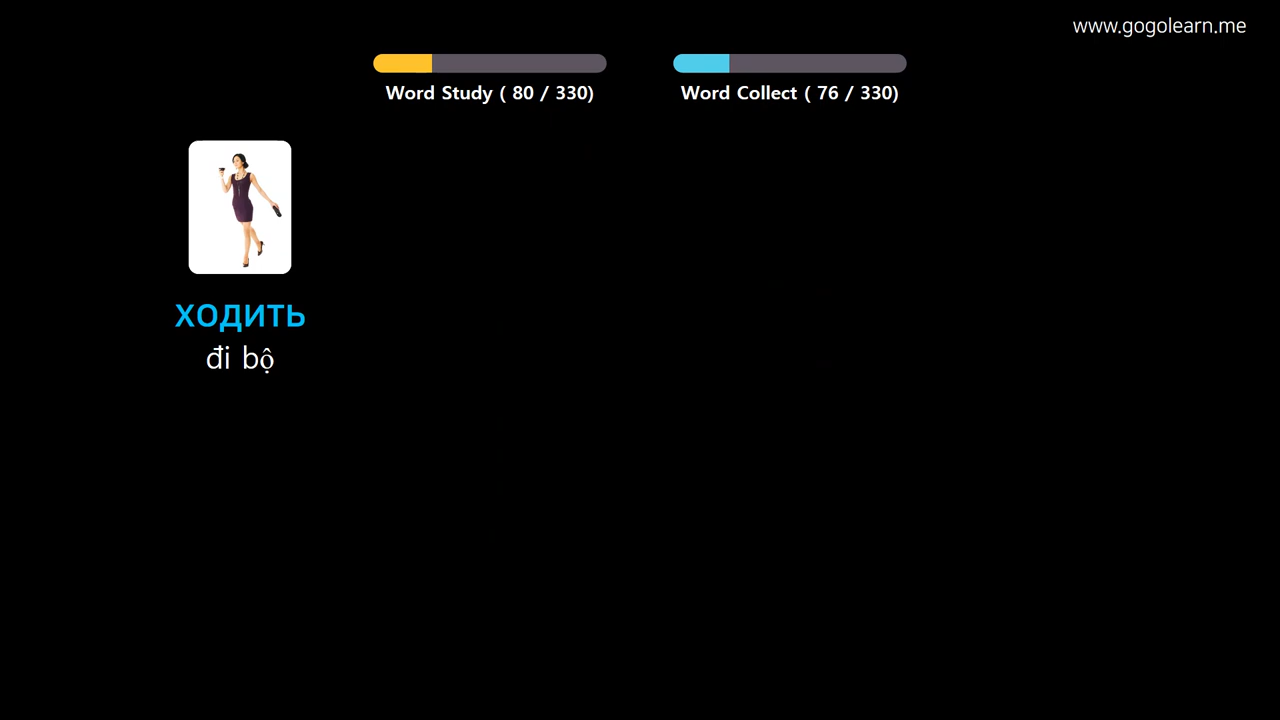 www.gogolearn.me
Word Study ( 80 / 330)
Word Collect ( 76 / 330)
ходить
đi bộ